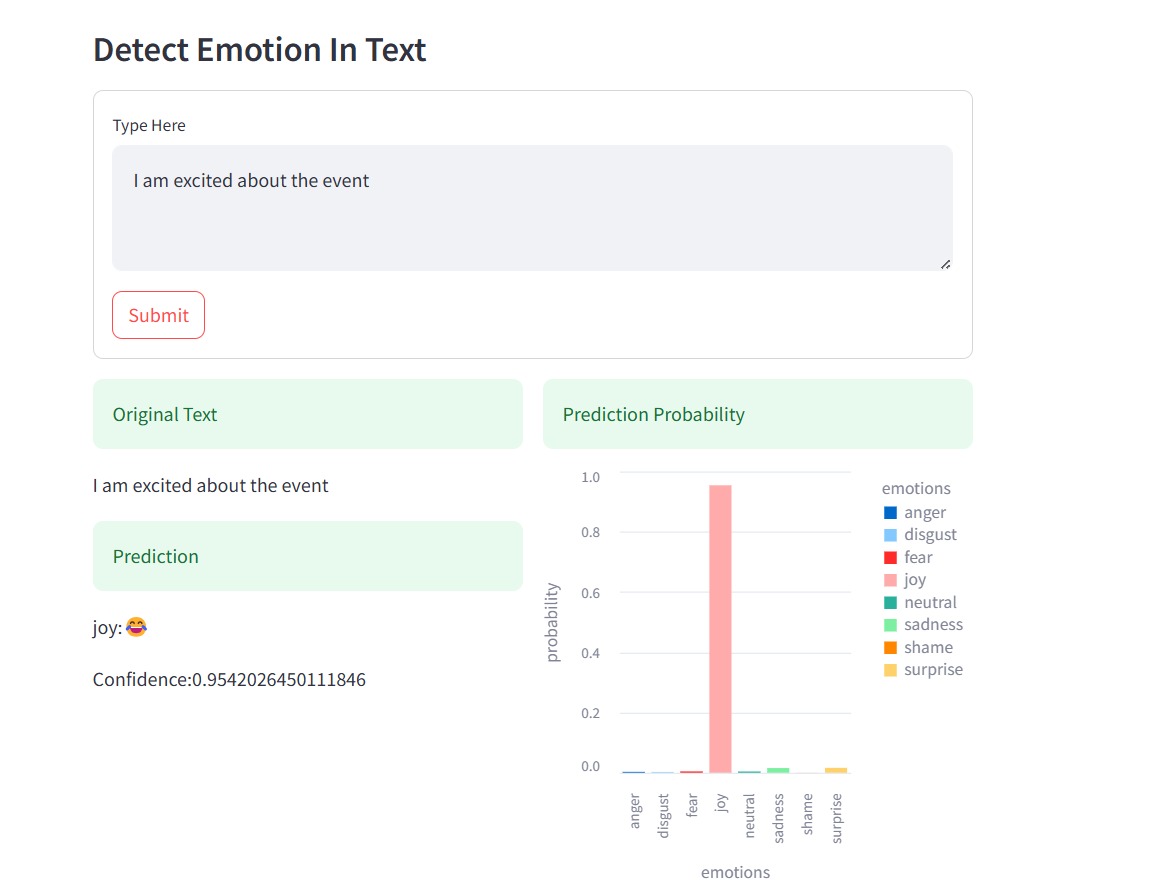 Detect Emotion In Text
Type Here
I am excited about the event
Submit
Original Text
I am excited about the event
Prediction
joy:😂
Confidence:0.9542026450111846
Prediction Probability
probability
1.0
0.8
0.6
0.4
0.2
0.0
anger
disgust
fear
joy
neutral
sadness
shame
surprise
emotions
emotions
anger
disgust
fear
joy
neutral
sadness
shame
surprise